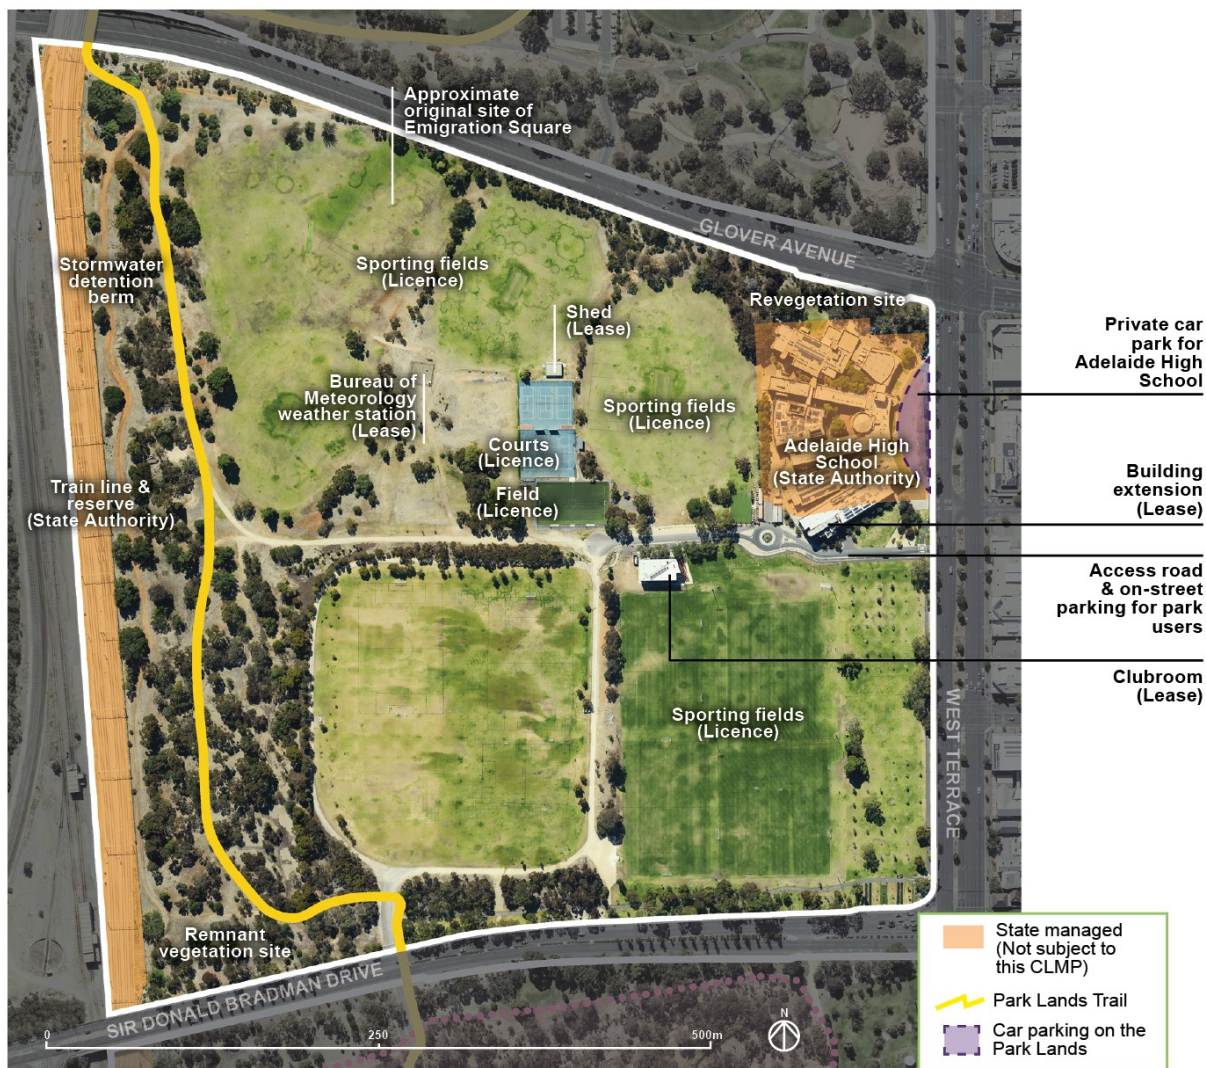 Approximate
original site of
Emigration Square
GLOVER AVENUE
Stormwater
detention
berm
Sporting fields
(Licence)
Revegetation site
Shed
(Lease)
Private car
park for
Adelaide High
School
Bureau of
Meteorology
weather station
(Lease)
Sporting fields
(Licence)
Courts
(Licence)
Adelaide High
School
(State Authority)
Train line &
reserve
(State Authority)
Field
(Licence)
Building
extension
(Lease)
Access road
& on-street
parking for park
users
Clubroom
(Lease)
Sporting fields
(Licence)
WEST TERRACE
Remnant
vegetation site
SIR DONALD BRADMAN DRIVE
0
250
500m
N
State managed
(Not subject to
this CLMP)
Park Lands Trail
Car parking on the
Park Lands